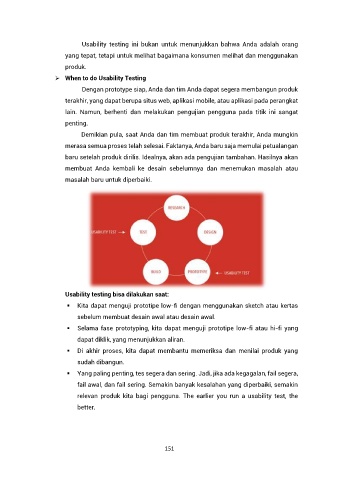 Usability testing ini bukan untuk menunjukkan bahwa Anda adalah orang
yang tepat, tetapi untuk melihat bagaimana konsumen melihat dan menggunakan
produk.
➢ When to do Usability Testing
Dengan prototype siap, Anda dan tim Anda dapat segera membangun produk
terakhir, yang dapat berupa situs web, aplikasi mobile, atau aplikasi pada perangkat
lain. Namun, berhenti dan melakukan pengujian pengguna pada titik ini sangat
penting.
Demikian pula, saat Anda dan tim membuat produk terakhir, Anda mungkin
merasa semua proses telah selesai. Faktanya, Anda baru saja memulai petualangan
baru setelah produk dirilis. Idealnya, akan ada pengujian tambahan. Hasilnya akan
membuat Anda kembali ke desain sebelumnya dan menemukan masalah atau
masalah baru untuk diperbaiki.
RESEARCH
USABILITY TEST → TEST
DESIGN
BUILD
PROTOTYPE ← USABILITY TEST
Usability testing bisa dilakukan saat:
• Kita dapat menguji prototipe low-fi dengan menggunakan sketch atau kertas
sebelum membuat desain awal atau desain awal.
• Selama fase prototyping, kita dapat menguji prototipe low-fi atau hi-fi yang
dapat diklik, yang menunjukkan aliran.
• Di akhir proses, kita dapat membantu memeriksa dan menilai produk yang
sudah dibangun.
• Yang paling penting, tes segera dan sering. Jadi, jika ada kegagalan, fail segera,
fail awal, dan fail sering. Semakin banyak kesalahan yang diperbaiki, semakin
relevan produk kita bagi pengguna. The earlier you run a usability test, the
better.
151